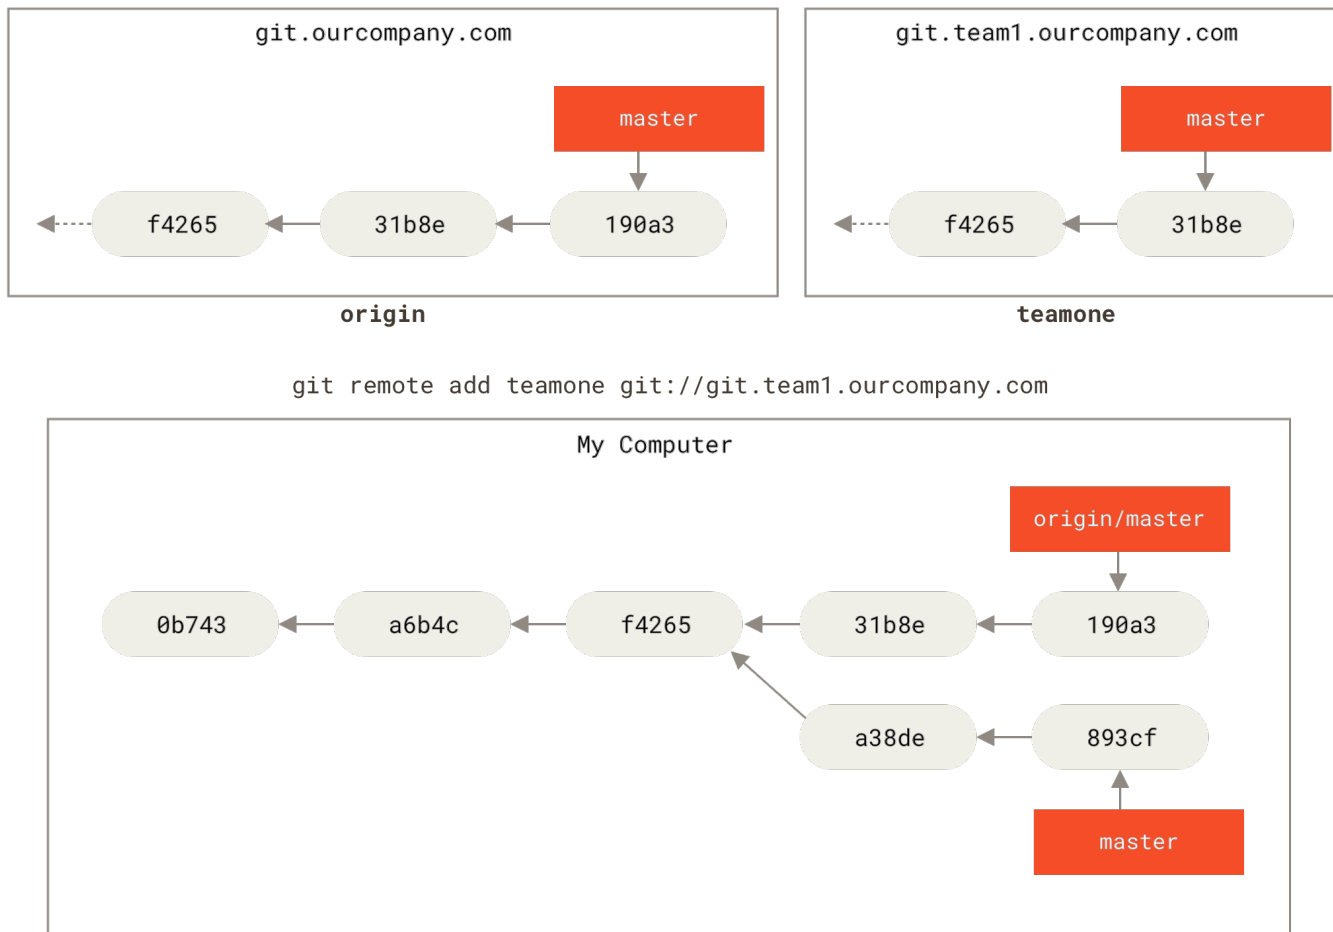 git.ourcompany.com
master
f4265
31b8e
190a3
origin
git.team1.ourcompany.com
master
f4265
31b8e
teamone
git remote add teamone git://git.team1.ourcompany.com
My Computer
origin/master
0b743
a6b4c
f4265
31b8e
190a3
a38de
893cf
master